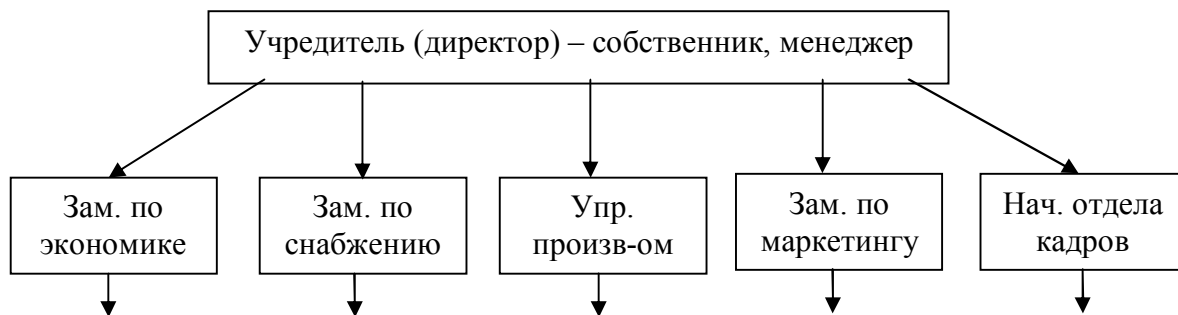 Учредитель (директор) – собственник, менеджер
Зам. по
экономике
Зам. по
снабжению
Упр.
произв-ом
Зам. по
маркетингу
Нач. отдела
кадров